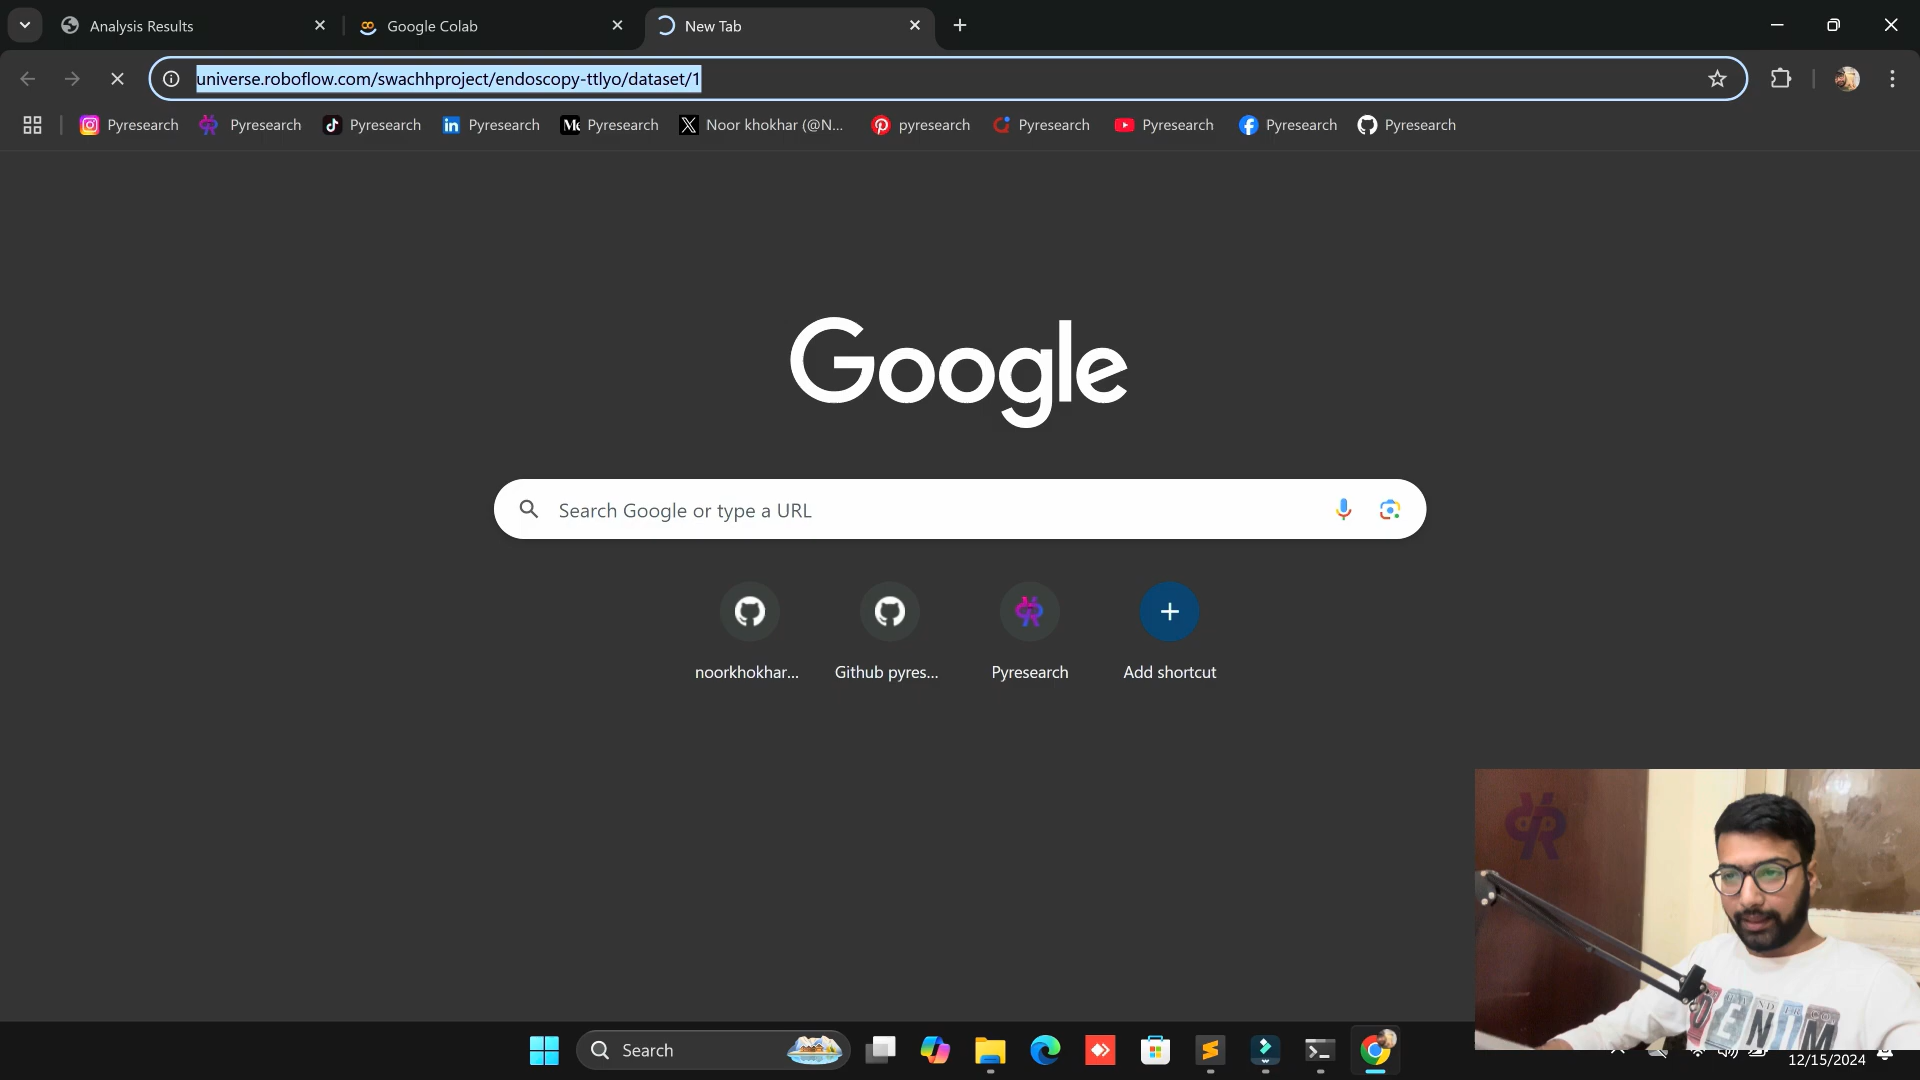 Analysis Results
Google Colab
New Tab
universe.roboflow.com/swachhproject/endoscopy-ttlyo/dataset/1
Pyresearch Pyresearch Pyresearch Pyresearch Pyresearch Noor khokhar (@N... pyresearch Pyresearch Pyresearch Pyresearch Pyresearch
Google
Search Google or type a URL
noorkhokhar... Github pyres... Pyresearch Add shortcut
DENIM
Search
12/15/2024